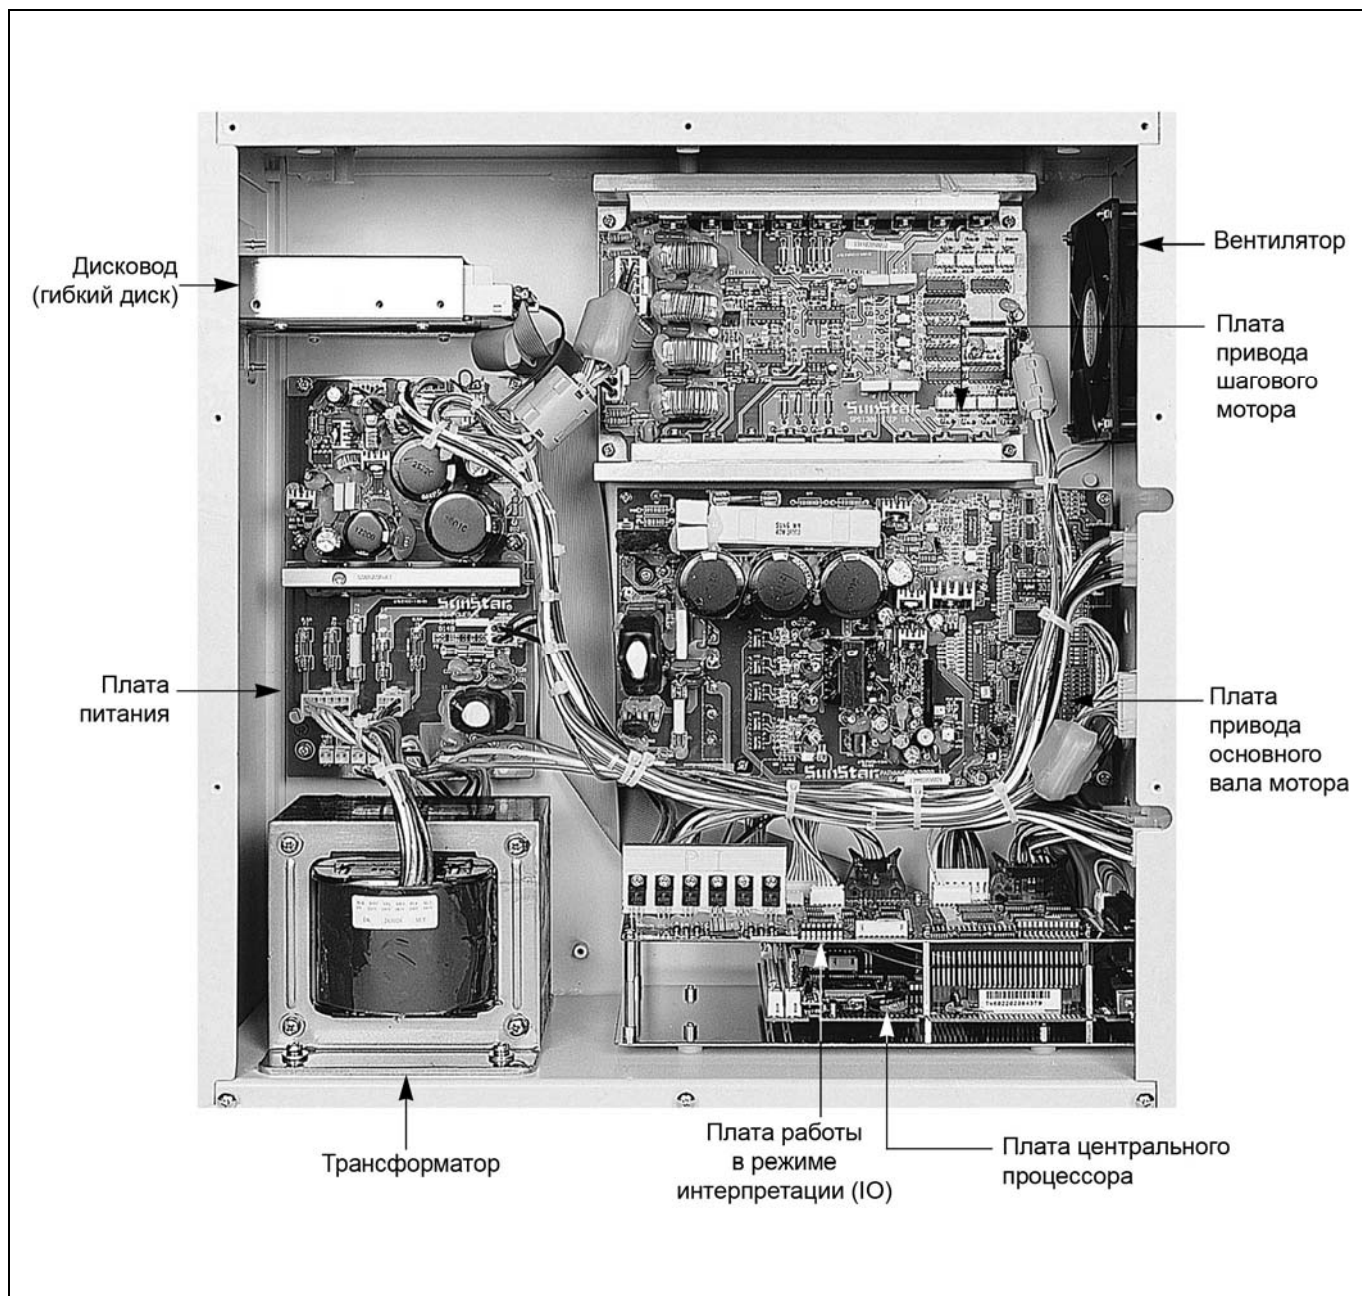 Дисковод
(гибкий диск)
Вентилятор
Плата
привода
шагового
мотора
SunStar
SunStar
Плата
питания
Плата
привода
основного
вала мотора
SunStar
Трансформатор
Плата работы
в режиме
интерпретации (IO)
Плата центрального
процессора